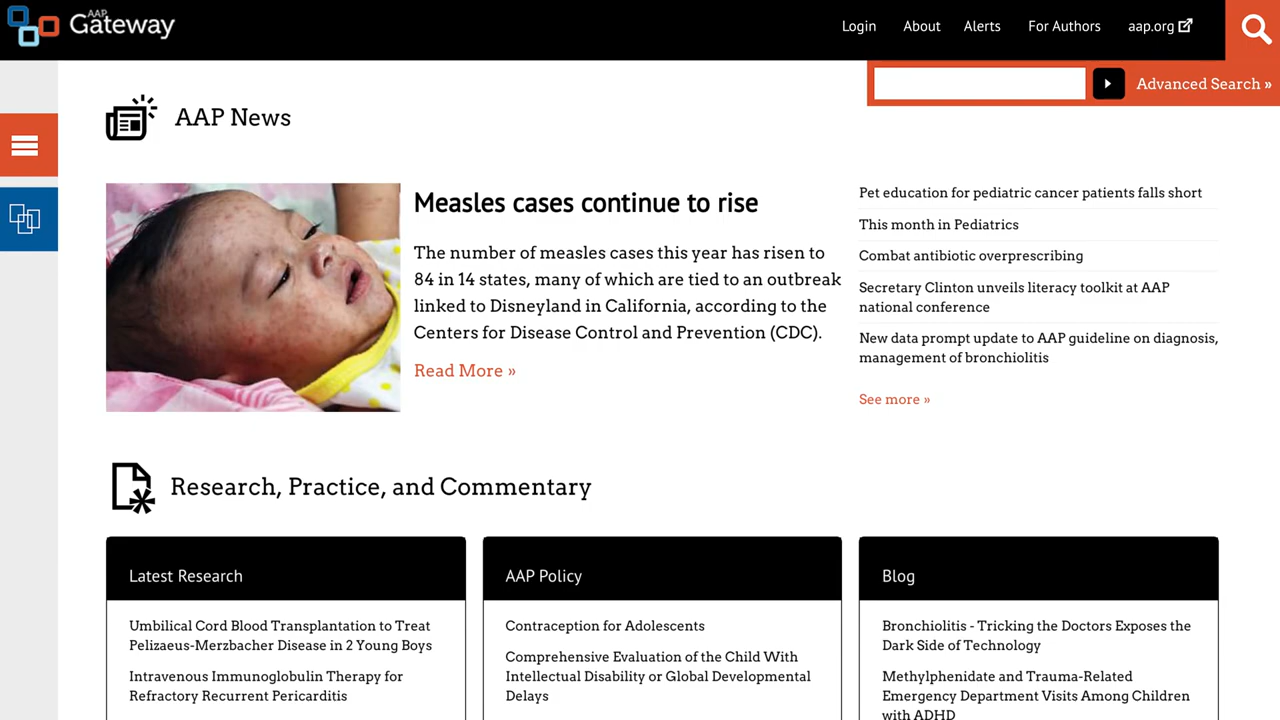 AAP
Gateway
Login
About
Alerts
For Authors
aap.org
Advanced Search »
AAP News
Measles cases continue to rise
The number of measles cases this year has risen to
84 in 14 states, many of which are tied to an outbreak
linked to Disneyland in California, according to the
Centers for Disease Control and Prevention (CDC).
Read More »
Pet education for pediatric cancer patients falls short
This month in Pediatrics
Combat antibiotic overprescribing
Secretary Clinton unveils literacy toolkit at AAP
national conference
New data prompt update to AAP guideline on diagnosis,
management of bronchiolitis
See more »
Research, Practice, and Commentary
Latest Research
Umbilical Cord Blood Transplantation to Treat
Pelizaeus-Merzbacher Disease in 2 Young Boys
Intravenous Immunoglobulin Therapy for
Refractory Recurrent Pericarditis
AAP Policy
Contraception for Adolescents
Comprehensive Evaluation of the Child With
Intellectual Disability or Global Developmental
Delays
Blog
Bronchiolitis - Tricking the Doctors Exposes the
Dark Side of Technology
Methylphenidate and Trauma-Related
Emergency Department Visits Among Children
with ADHD